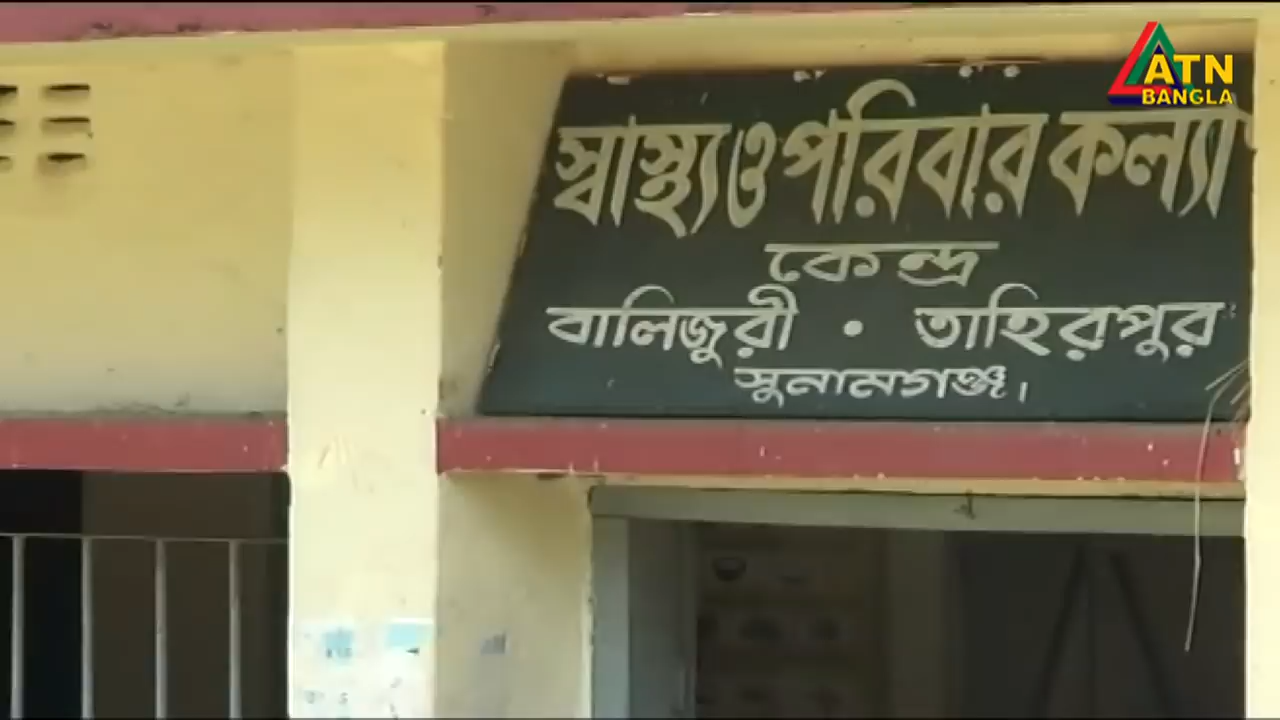 ATN
BANGLA
স্বাস্থ্য ও পরিবার কল্যা
কেন্দ্র
বালিজুরী · তাহিরপুর
সুনামগঞ্জ।